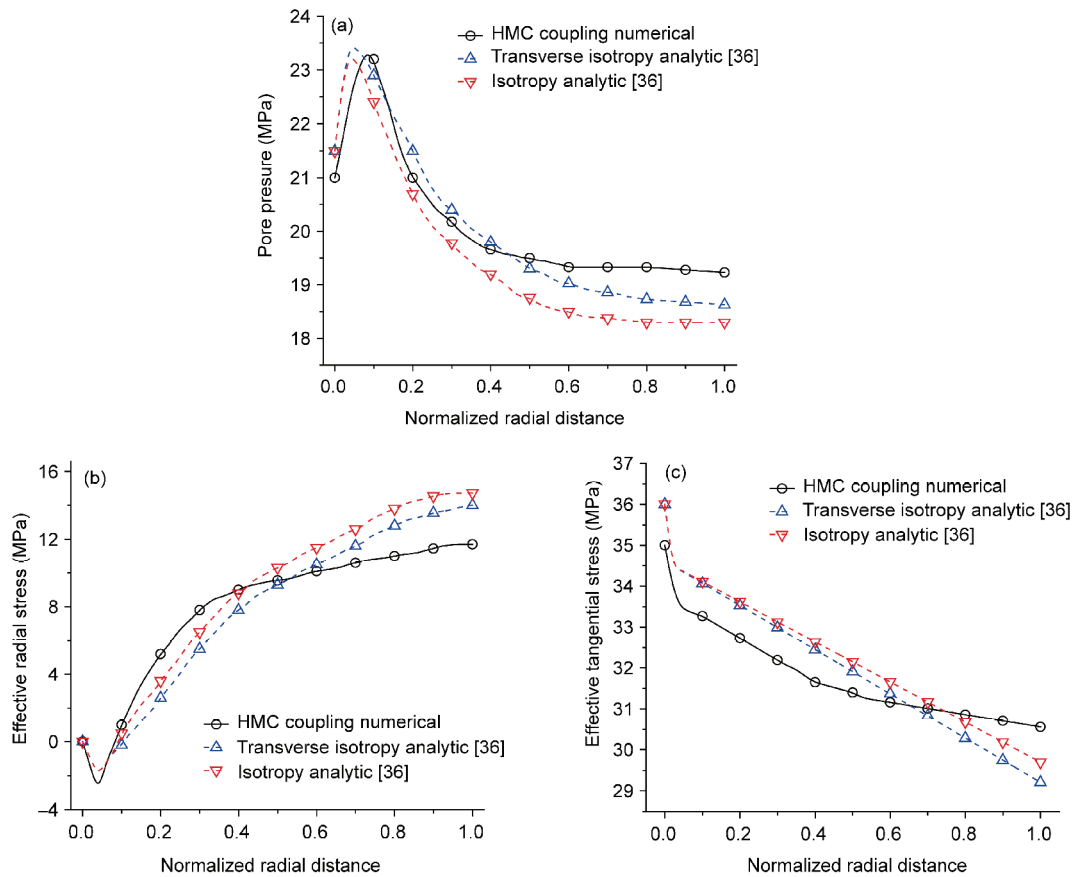 (a)
HMC coupling numerical
Transverse isotropy analytic [36]
Isotropy analytic [36]
Pore presure (MPa)
24
23
22
21
20
19
18
0.0 0.2 0.4 0.6 0.8 1.0
Normalized radial distance
(b)
HMC coupling numerical
Transverse isotropy analytic [36]
Isotropy analytic [36]
Effective radial stress (MPa)
16
12
8
4
0
–4
0.0 0.2 0.4 0.6 0.8 1.0
Normalized radial distance
(c)
HMC coupling numerical
Transverse isotropy analytic [36]
Isotropy analytic [36]
Effective tangential stress (MPa)
37
36
35
34
33
32
31
30
29
0.0 0.2 0.4 0.6 0.8 1.0
Normalized radial distance